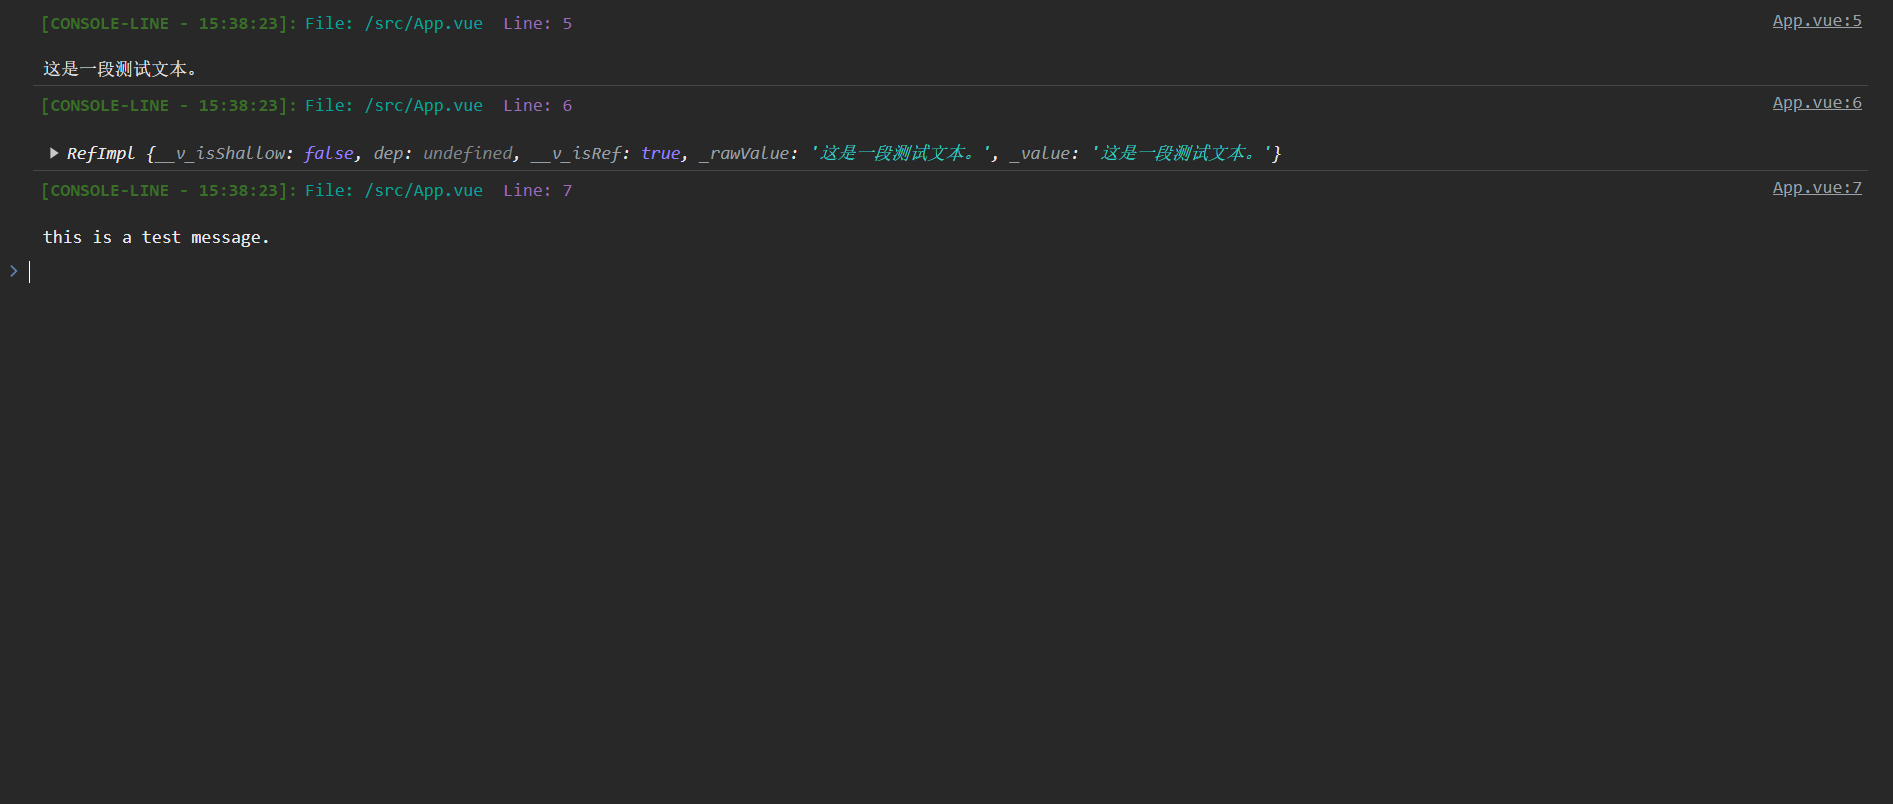 [CONSOLE-LINE - 15:38:23]: File: /src/App.vue  Line: 5 App.vue:5
这是一段测试文本。
[CONSOLE-LINE - 15:38:23]: File: /src/App.vue  Line: 6 App.vue:6
▶ RefImpl {__v_isShallow: false, dep: undefined, __v_isRef: true, _rawValue: '这是一段测试文本。', _value: '这是一段测试文本。'}
[CONSOLE-LINE - 15:38:23]: File: /src/App.vue  Line: 7 App.vue:7
this is a test message.
>